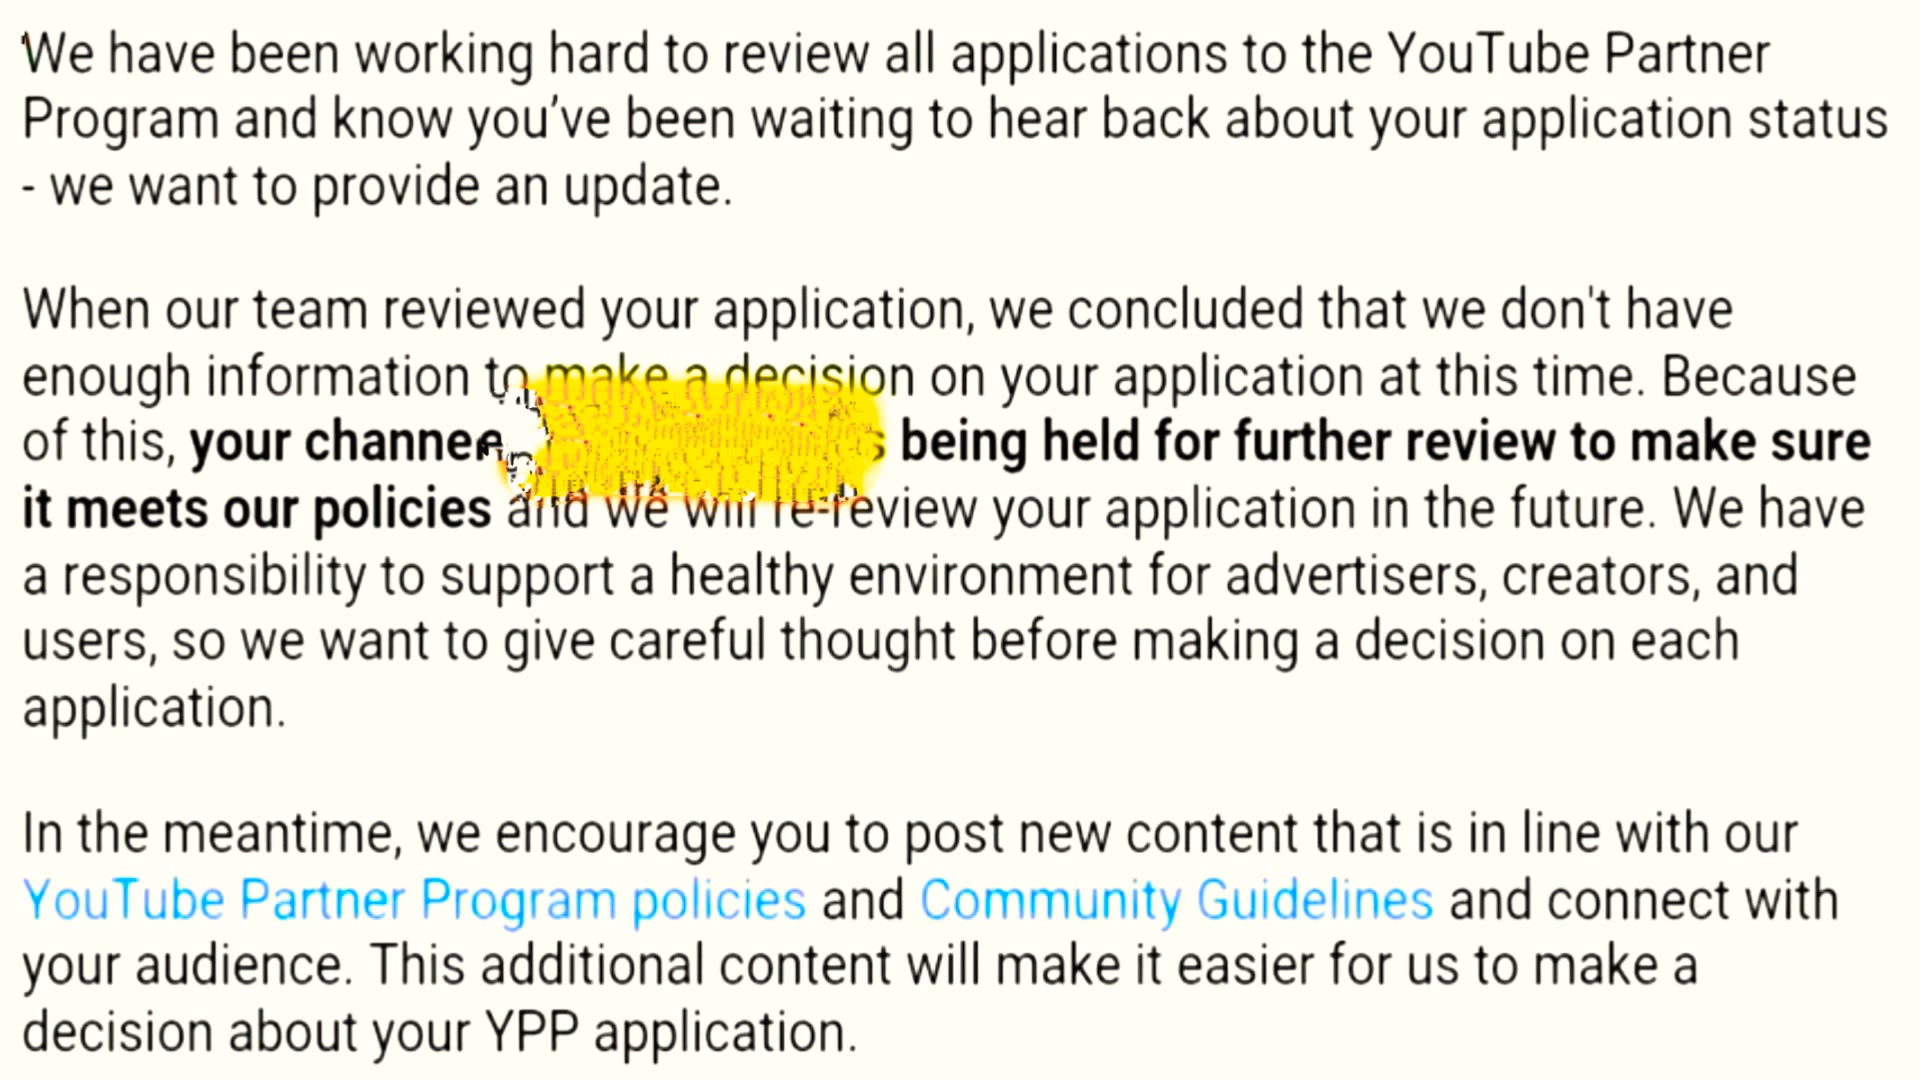 We have been working hard to review all applications to the YouTube Partner
Program and know you've been waiting to hear back about your application status
- we want to provide an update.
When our team reviewed your application, we concluded that we don't have
enough information to make a decision on your application at this time. Because
of this, your channel being held for further review to make sure
it meets our policies and we will re-review your application in the future. We have
a responsibility to support a healthy environment for advertisers, creators, and
users, so we want to give careful thought before making a decision on each
application.
In the meantime, we encourage you to post new content that is in line with our
YouTube Partner Program policies and Community Guidelines and connect with
your audience. This additional content will make it easier for us to make a
decision about your YPP application.